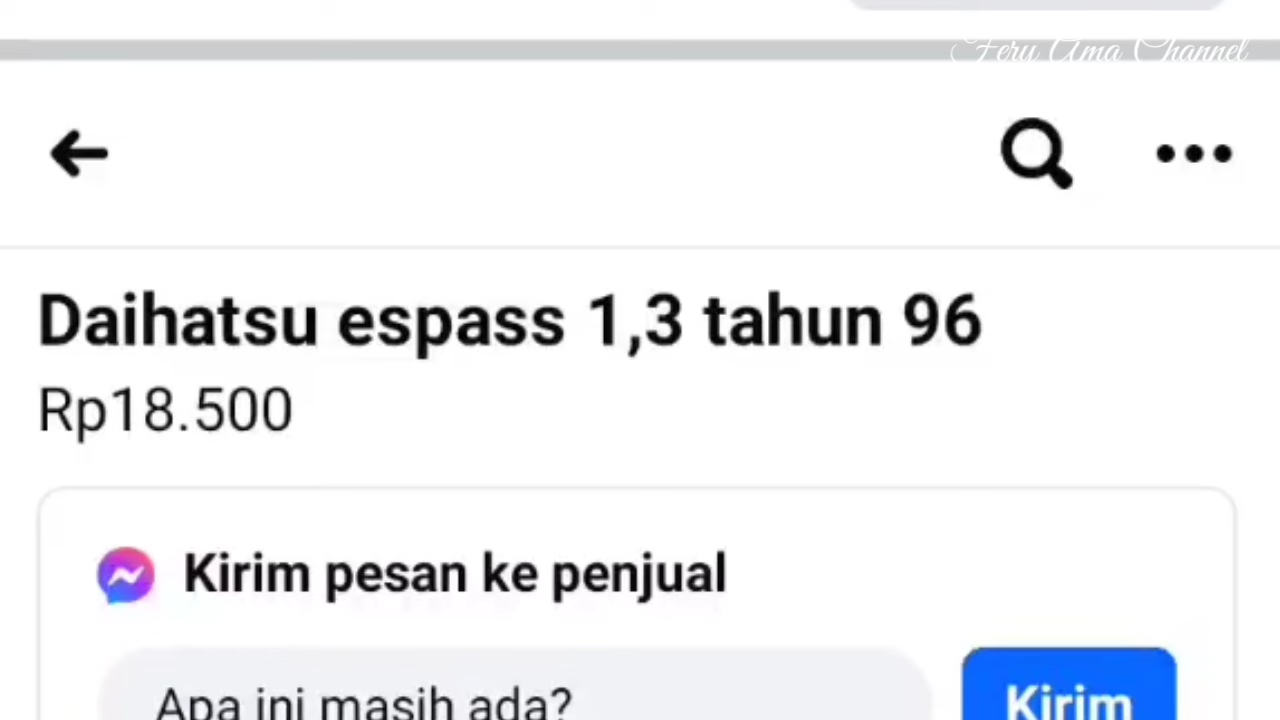 Fery Ama Channel
Daihatsu espass 1,3 tahun 96
Rp18.500
Kirim pesan ke penjual
Apa ini masih ada?
Kirim